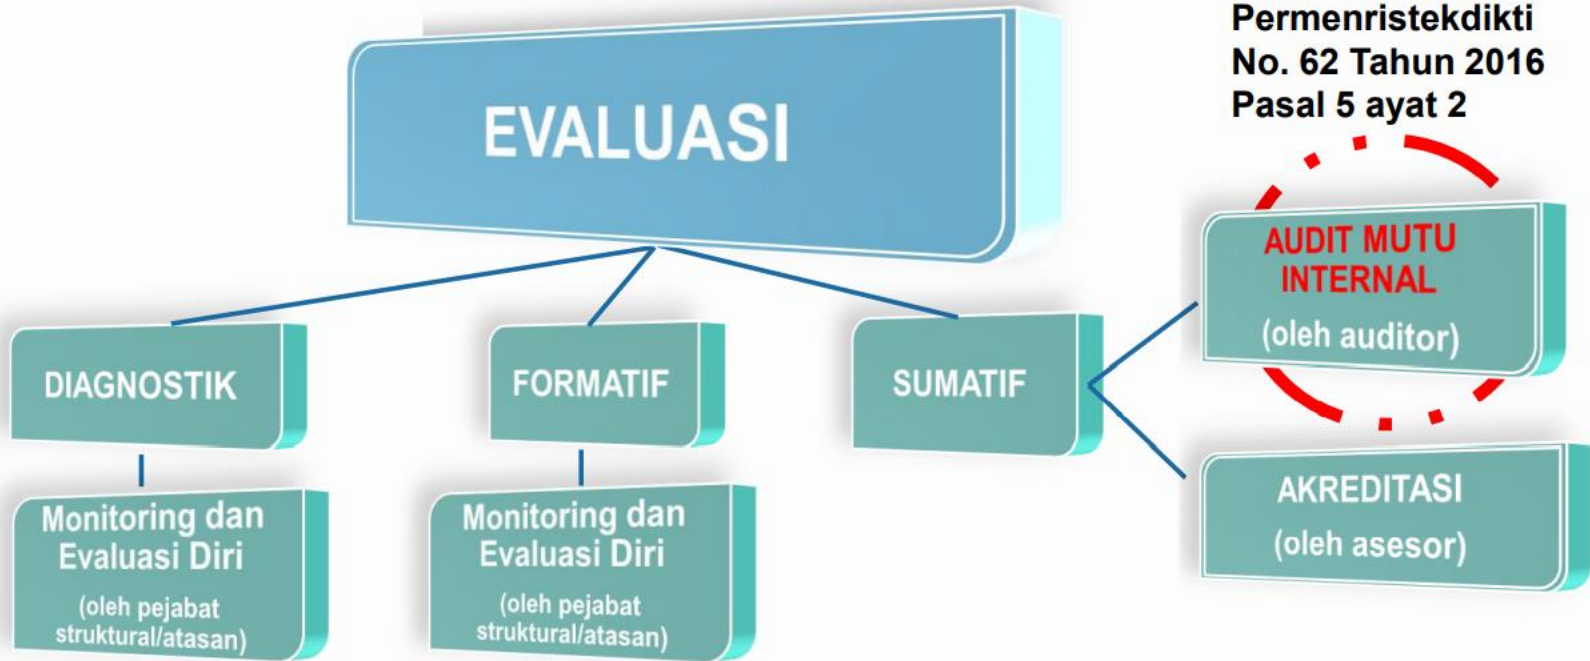 Permenristekdikti
No. 62 Tahun 2016
Pasal 5 ayat 2
EVALUASI
DIAGNOSTIK
FORMATIF
SUMATIF
AUDIT MUTU
INTERNAL
(oleh auditor)
AKREDITASI
(oleh asesor)
Monitoring dan
Evaluasi Diri
(oleh pejabat
struktural/atasan)
Monitoring dan
Evaluasi Diri
(oleh pejabat
struktural/atasan)